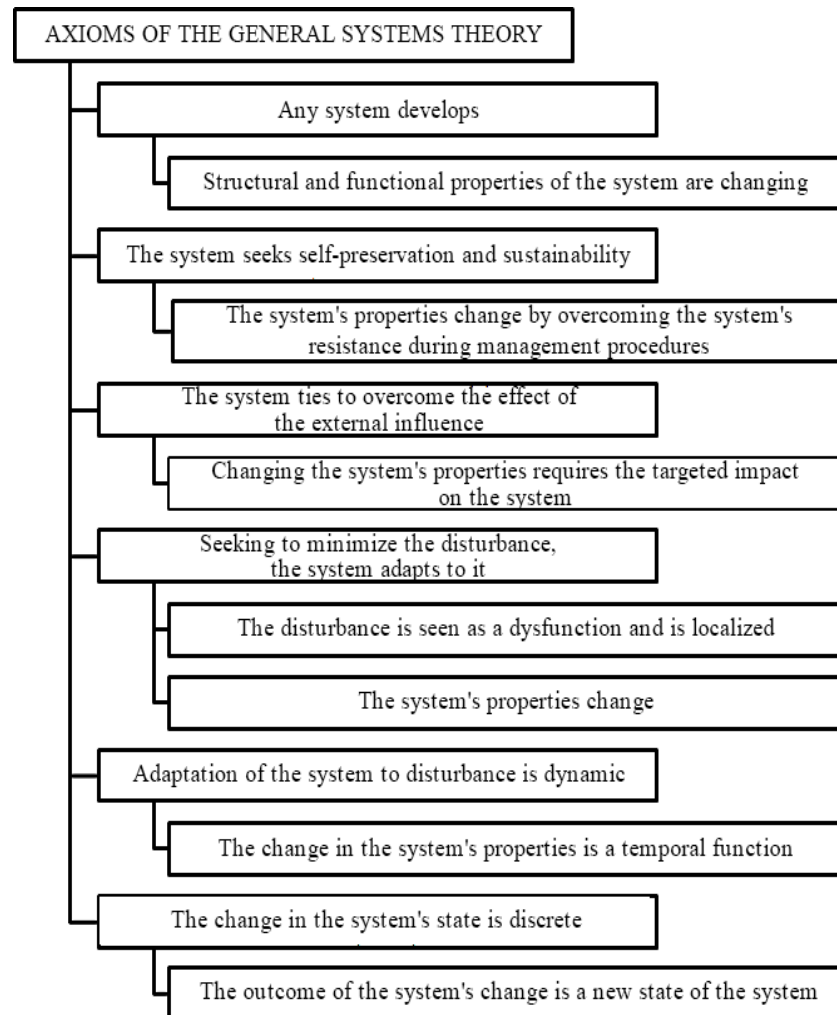 AXIOMS OF THE GENERAL SYSTEMS THEORY
Any system develops
Structural and functional properties of the system are changing
The system seeks self-preservation and sustainability
The system's properties change by overcoming the system's
resistance during management procedures
The system ties to overcome the effect of
the external influence
Changing the system's properties requires the targeted impact
on the system
Seeking to minimize the disturbance,
the system adapts to it
The disturbance is seen as a dysfunction and is localized
The system's properties change
Adaptation of the system to disturbance is dynamic
The change in the system's properties is a temporal function
The change in the system's state is discrete
The outcome of the system's change is a new state of the system